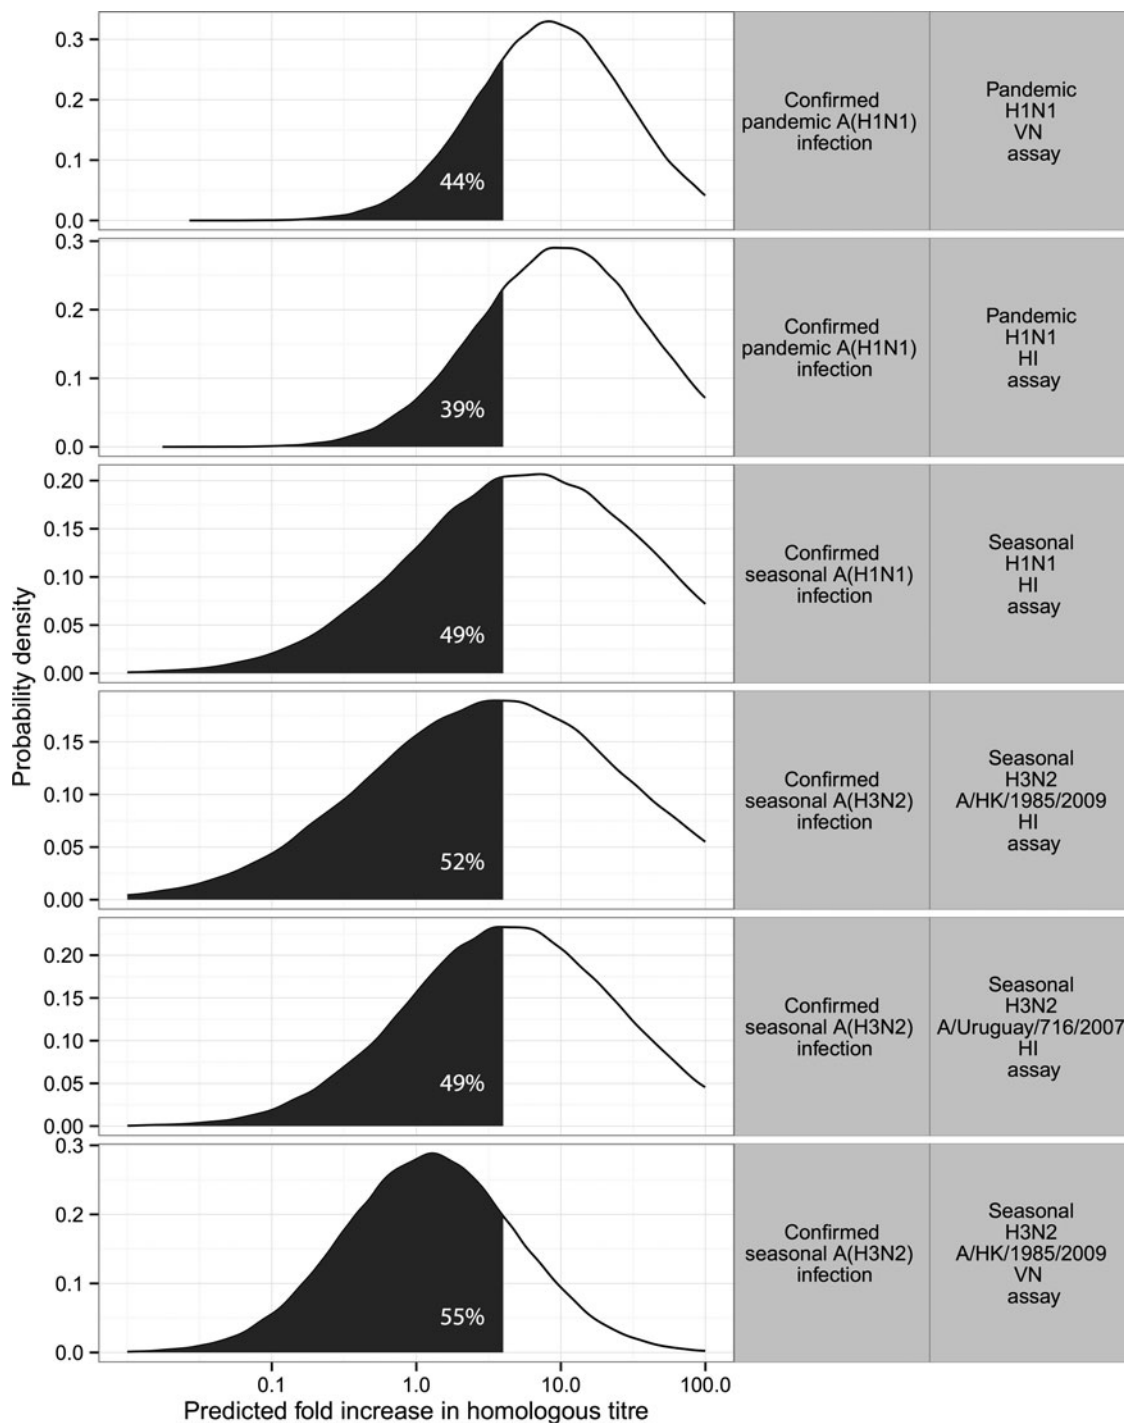 Probability density
0.3
0.2
0.1
0.0
44%
Confirmed
pandemic A(H1N1)
infection
Pandemic
H1N1
VN
assay
0.3
0.2
0.1
0.0
39%
Confirmed
pandemic A(H1N1)
infection
Pandemic
H1N1
HI
assay
0.20
0.15
0.10
0.05
0.00
49%
Confirmed
seasonal A(H1N1)
infection
Seasonal
H1N1
HI
assay
0.15
0.10
0.05
0.00
52%
Confirmed
seasonal A(H3N2)
infection
Seasonal
H3N2
A/HK/1985/2009
HI
assay
0.20
0.15
0.10
0.05
0.00
49%
Confirmed
seasonal A(H3N2)
infection
Seasonal
H3N2
A/Uruguay/716/2007
HI
assay
0.3
0.2
0.1
0.0
55%
Confirmed
seasonal A(H3N2)
infection
Seasonal
H3N2
A/HK/1985/2009
VN
assay
0.1 1.0 10.0 100.0
Predicted fold increase in homologous titre